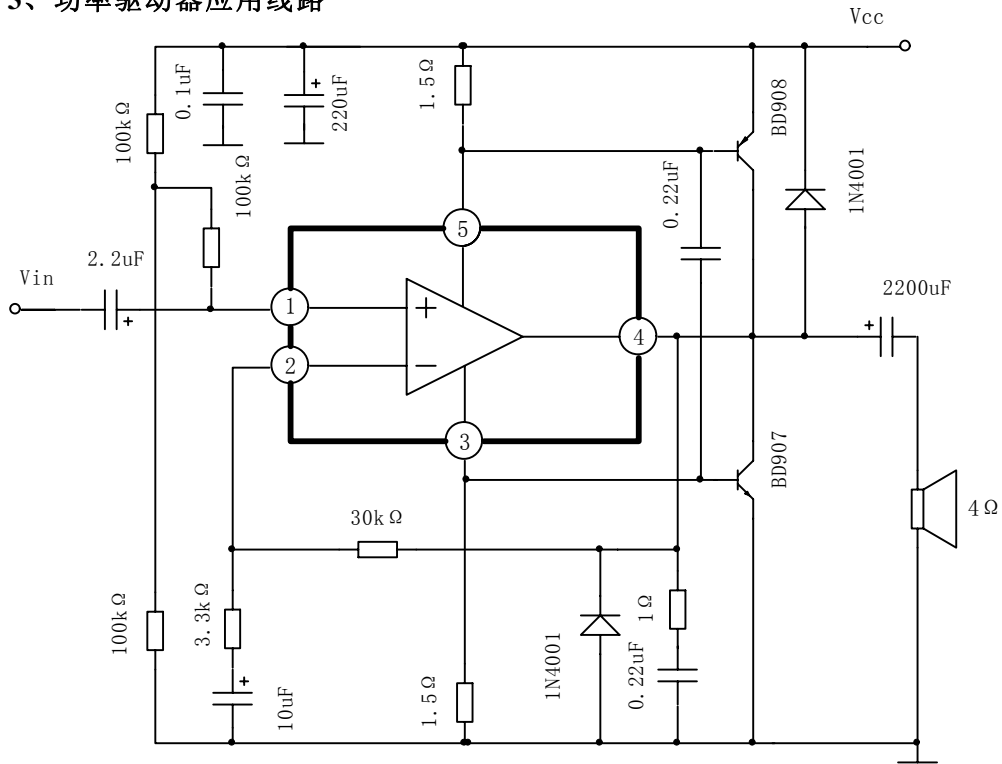 3、功率驱动器应用线路
Vcc
0.1uF
220uF
1.5Ω
BD908
100kΩ
100kΩ
0.22uF
1N4001
5
Vin
2.2uF
1
+
2200uF
+
+
+
4
2
−
3
BD907
30kΩ
4Ω
100kΩ
3.3kΩ
1N4001
1Ω
0.22uF
+
10uF
1.5Ω